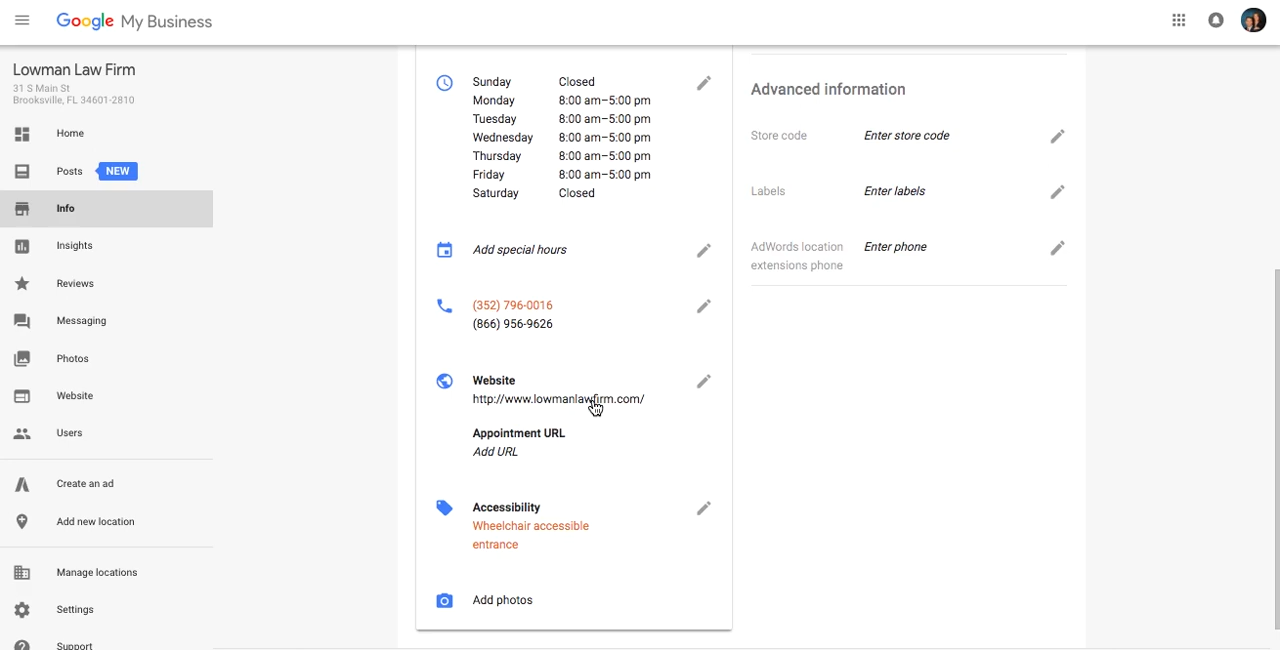 Google My Business
Lowman Law Firm
31 S Main St
Brooksville, FL 34601-2810
Home
Posts NEW
Info
Insights
Reviews
Messaging
Photos
Website
Users
Create an ad
Add new location
Manage locations
Settings
Support
Sunday Closed
Monday 8:00 am–5:00 pm
Tuesday 8:00 am–5:00 pm
Wednesday 8:00 am–5:00 pm
Thursday 8:00 am–5:00 pm
Friday 8:00 am–5:00 pm
Saturday Closed
Add special hours
(352) 796-0016
(866) 956-9626
Website
http://www.lowmanlawfirm.com/
Appointment URL
Add URL
Accessibility
Wheelchair accessible
entrance
Add photos
Advanced information
Store code Enter store code
Labels Enter labels
AdWords location Enter phone
extensions phone